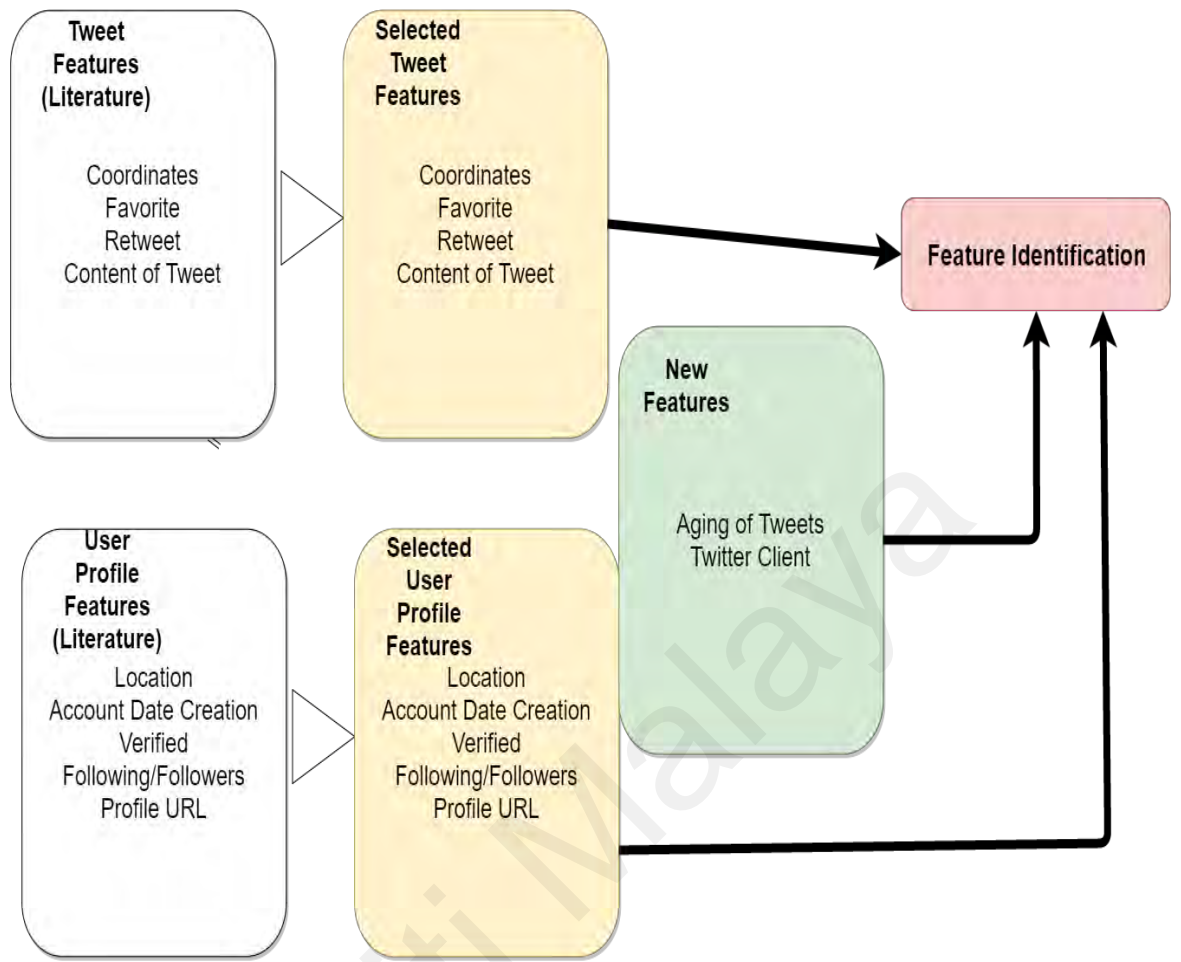 Tweet
Features
(Literature)
Coordinates
Favorite
Retweet
Content of Tweet
Selected
Tweet
Features
Coordinates
Favorite
Retweet
Content of Tweet
Feature Identification
New
Features
Aging of Tweets
Twitter Client
User
Profile
Features
(Literature)
Location
Account Date Creation
Verified
Following/Followers
Profile URL
Selected
User
Profile
Features
Location
Account Date Creation
Verified
Following/Followers
Profile URL
ti Malaya